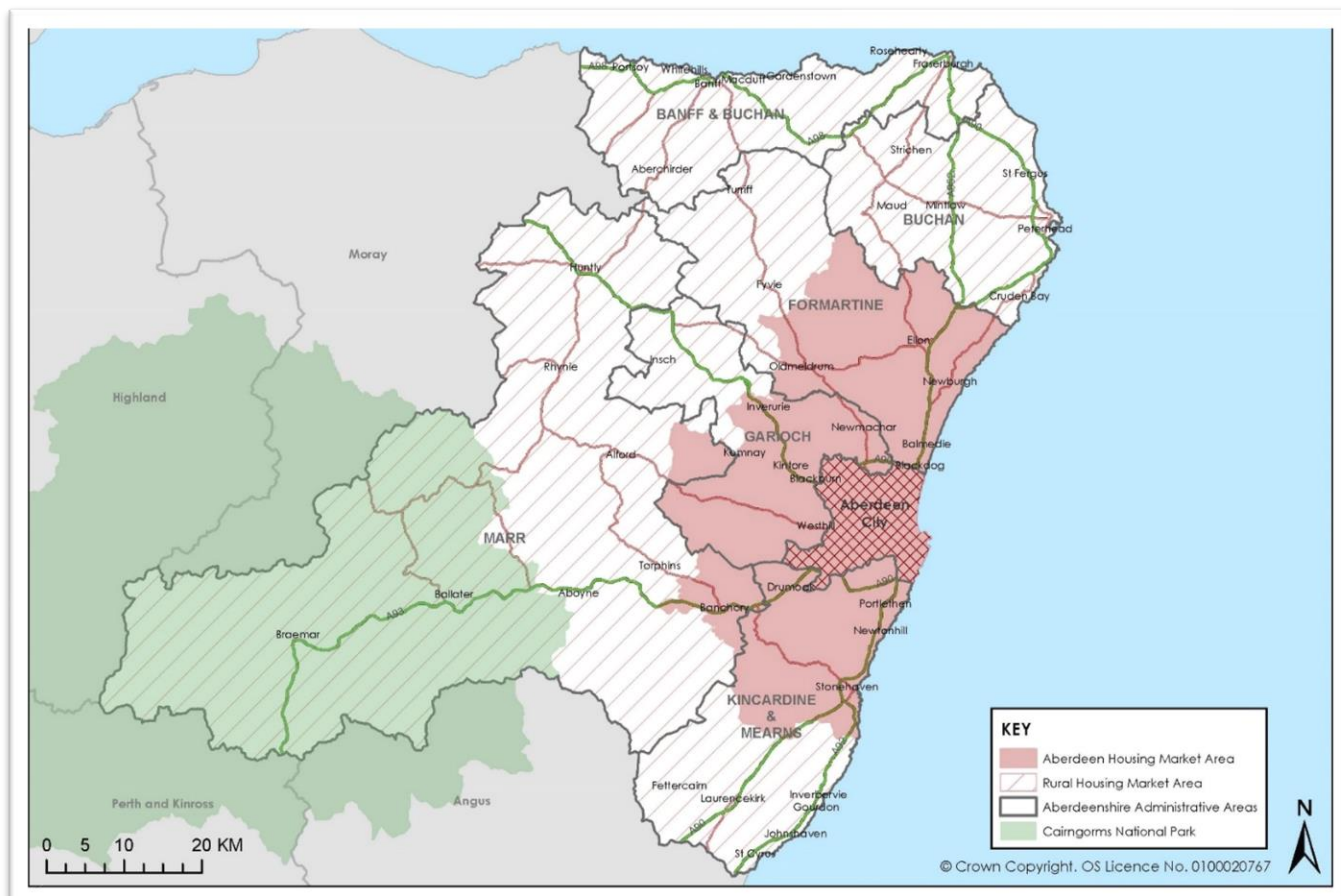 Rosehearty
Fraserburgh
A98
Portsoy
Whitehills
Banff
Macduff
Gardenstown
BANFF & BUCHAN
A98
Strichen
Aberchirder
St Fergus
Turriff
Maud
Mintlaw
BUCHAN
Peterhead
Moray
Huntly
Fyvie
Cruden Bay
FORMARTINE
Ellon
Insch
Rhynie
Oldmeldrum
Newburgh
Highland
Inverurie
Newmachar
GARIOCH
Balmedie
Kemnay
Alford
Kintore
Blackdog
Blackburn
Aberdeen
City
Westhill
MARR
Torphins
Drumoak
A90
Ballater
Aboyne
Banchory
Portlethen
A93
Newtonhill
Braemar
Stonehaven
KINCARDINE
&
MEARNS
A92
Fettercairn
Laurencekirk
Inverbervie
Gourdon
Perth and Kinross
Angus
A90
Johnshaven
St Cyrus
KEY
Aberdeen Housing Market Area
Rural Housing Market Area
Aberdeenshire Administrative Areas
Cairngorms National Park
N
0 5 10 20 KM
© Crown Copyright. OS Licence No. 0100020767